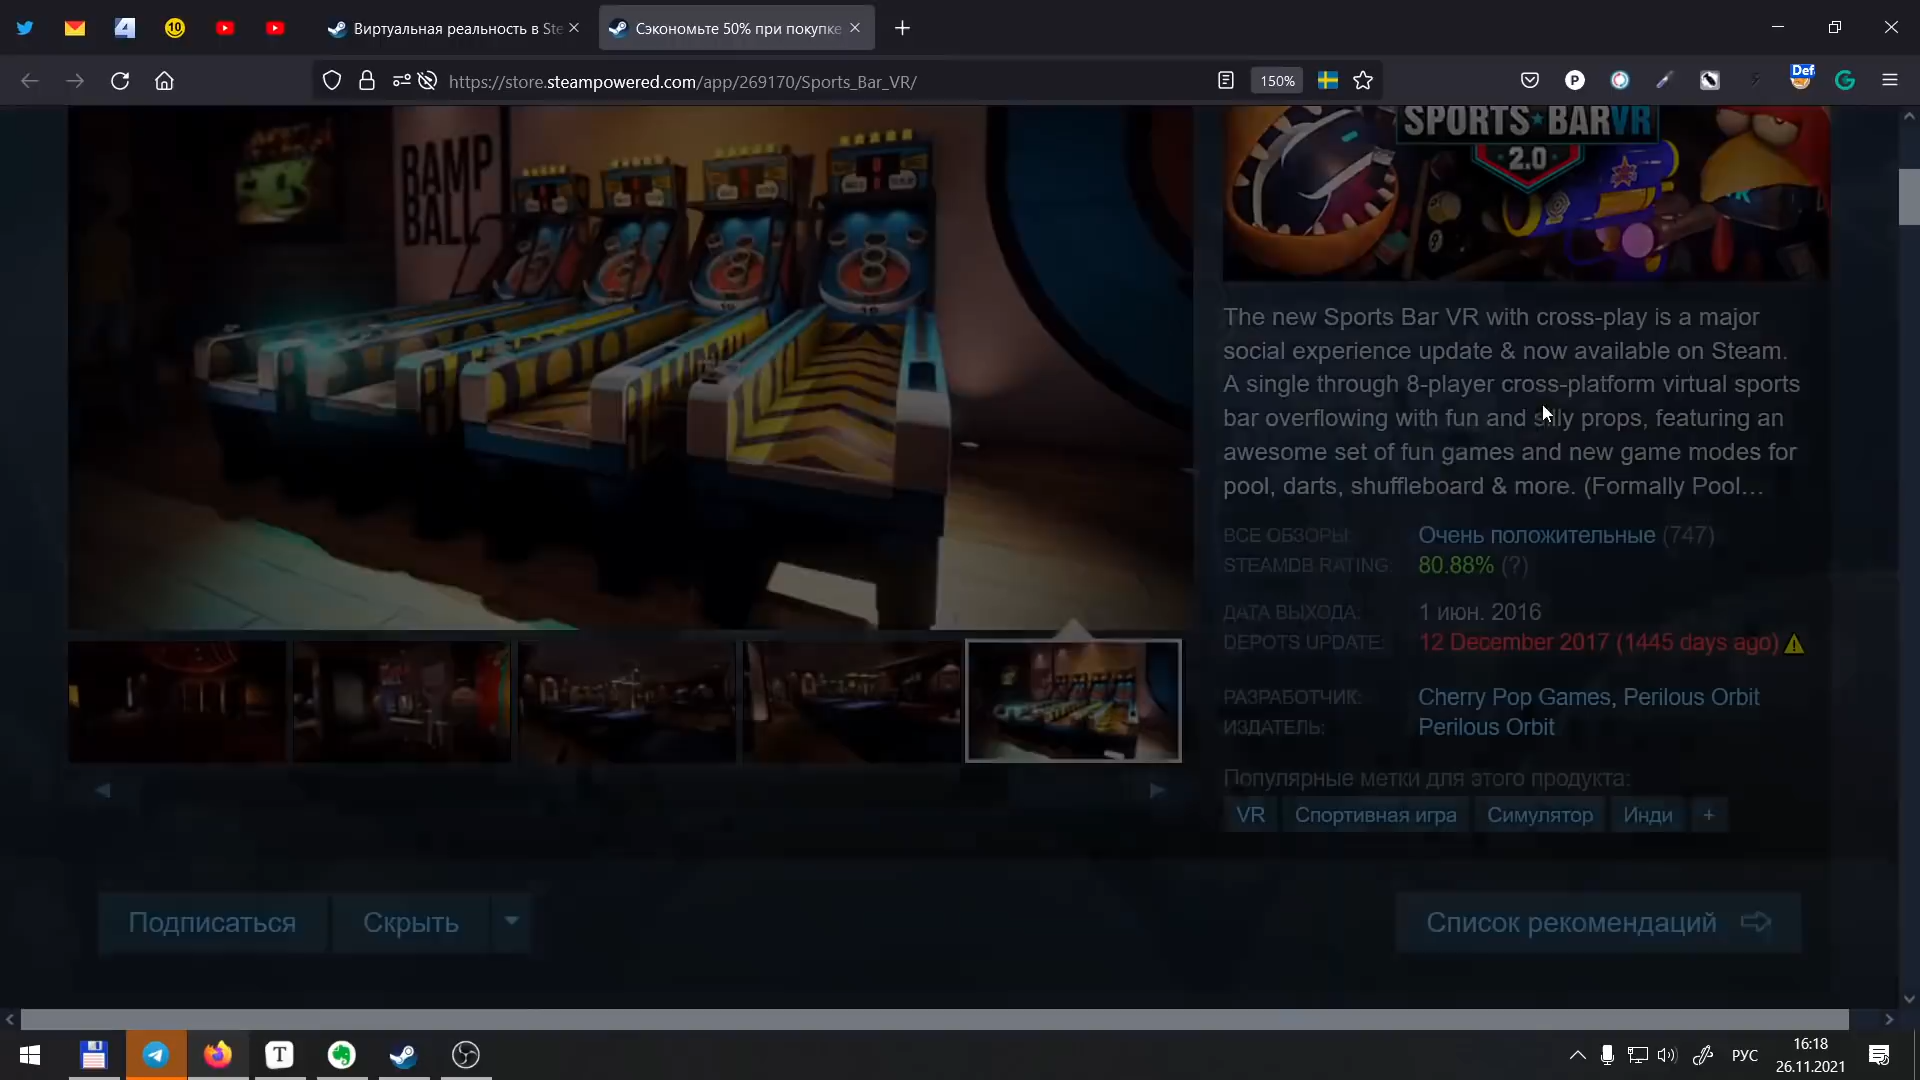 10
Виртуальная реальность в Ste
Сэкономьте 50% при покупке
https://store.steampowered.com/app/269170/Sports_Bar_VR/
150%
Def
BAMP
BALL
SPORTS BAR VR
2.0
The new Sports Bar VR with cross-play is a major
social experience update & now available on Steam.
A single through 8-player cross-platform virtual sports
bar overflowing with fun and silly props, featuring an
awesome set of fun games and new game modes for
pool, darts, shuffleboard & more. (Formally Pool…
ВСЕ ОБЗОРЫ: Очень положительные (747)
STEAMDB RATING: 80.88% (?)
ДАТА ВЫХОДА: 1 июн. 2016
DEPOTS UPDATE: 12 December 2017 (1445 days ago)
РАЗРАБОТЧИК: Cherry Pop Games, Perilous Orbit
ИЗДАТЕЛЬ: Perilous Orbit
Популярные метки для этого продукта:
VR Спортивная игра Симулятор Инди +
Подписаться Скрыть Список рекомендаций
РУС
16:18
26.11.2021